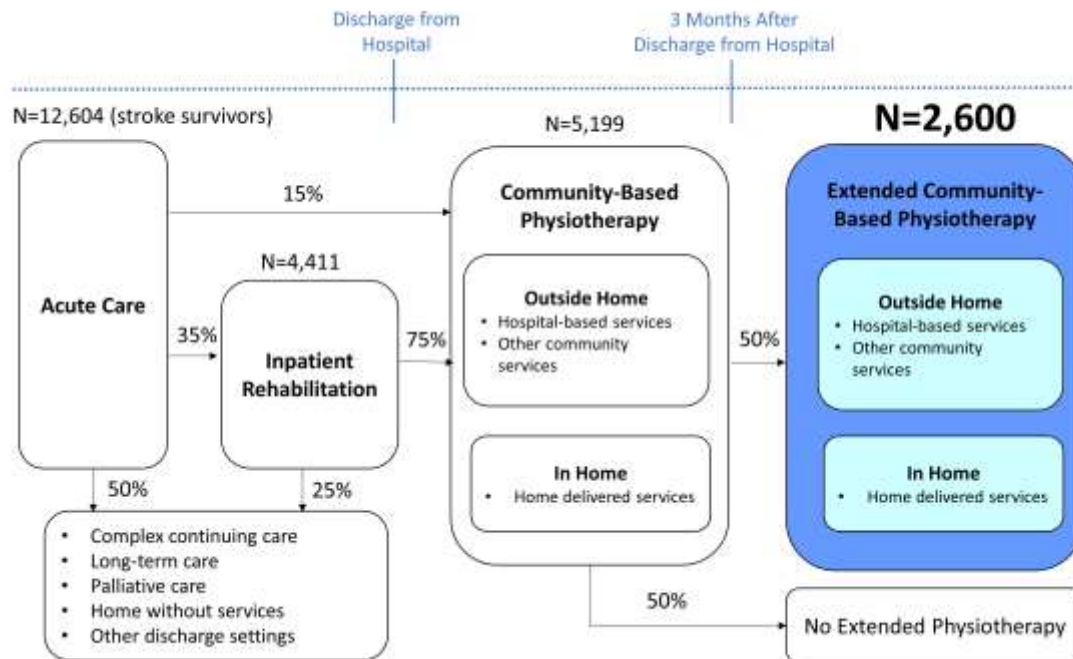 Discharge from
Hospital
3 Months After
Discharge from Hospital
N=12,604 (stroke survivors)
N=5,199
N=2,600
Acute Care
15%
35%
N=4,411
Inpatient
Rehabilitation
75%
Community-Based
Physiotherapy
Outside Home
• Hospital-based services
• Other community
services
In Home
• Home delivered services
50%
Extended Community-
Based Physiotherapy
Outside Home
• Hospital-based services
• Other community
services
In Home
• Home delivered services
50%
25%
• Complex continuing care
• Long-term care
• Palliative care
• Home without services
• Other discharge settings
50%
No Extended Physiotherapy